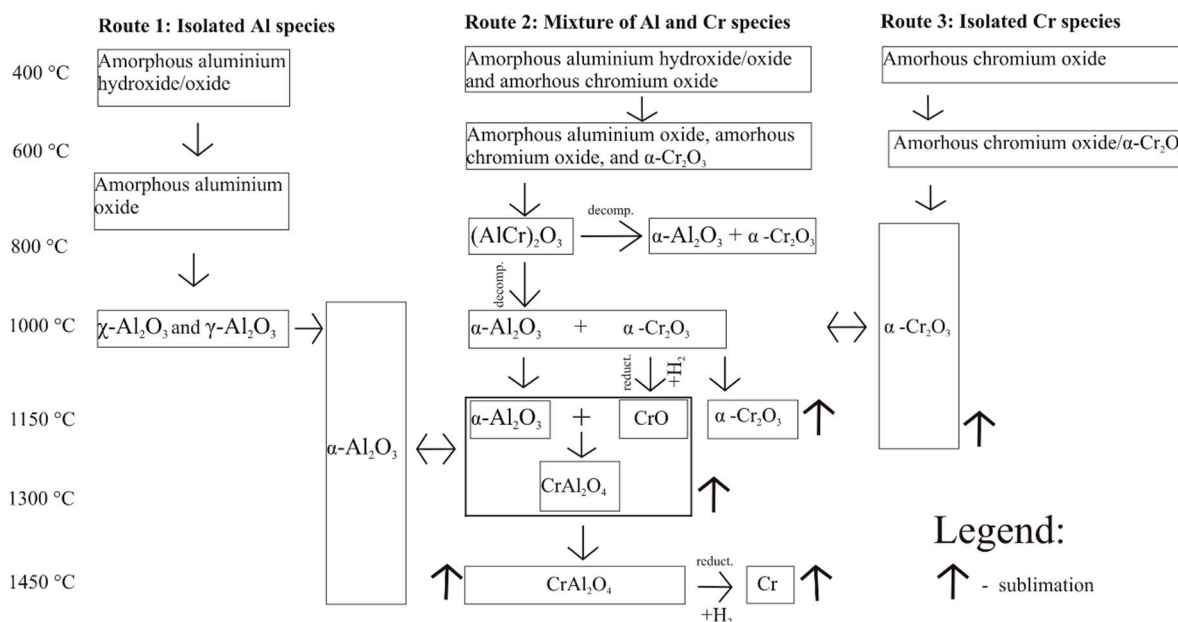 Route 1: Isolated Al species
Route 2: Mixture of Al and Cr species
Route 3: Isolated Cr species
400 °C
Amorphous aluminium
hydroxide/oxide
Amorphous aluminium hydroxide/oxide
and amorhous chromium oxide
Amorhous chromium oxide
600 °C
Amorphous aluminium
oxide
Amorphous aluminium oxide, amorhous
chromium oxide, and α-Cr₂O₃
Amorhous chromium oxide/α-Cr₂O
800 °C
(AlCr)₂O₃
decomp.
α-Al₂O₃ + α -Cr₂O₃
decomp.
1000 °C
χ-Al₂O₃ and γ-Al₂O₃
α-Al₂O₃ + α -Cr₂O₃
α -Cr₂O₃
reduct.
+H₂
1150 °C
α-Al₂O₃ + CrO
α -Cr₂O₃
α-Al₂O₃
1300 °C
CrAl₂O₄
Legend:
1450 °C
CrAl₂O₄
reduct.
+H₂
Cr
- sublimation